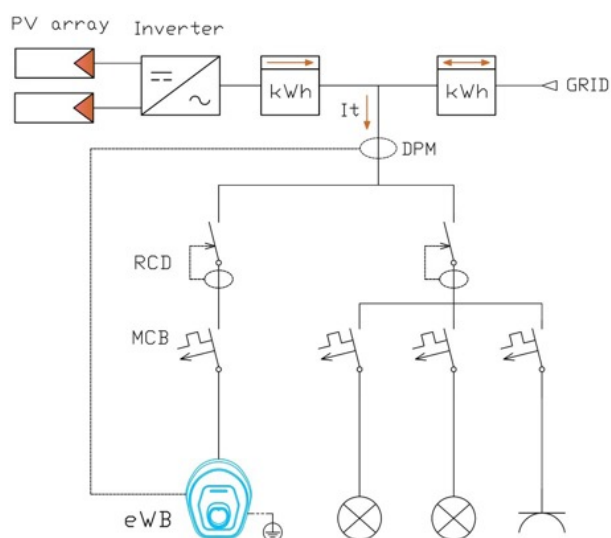 PV array
Inverter
kWh
kWh
GRID
It
DPM
RCD
MCB
eWB